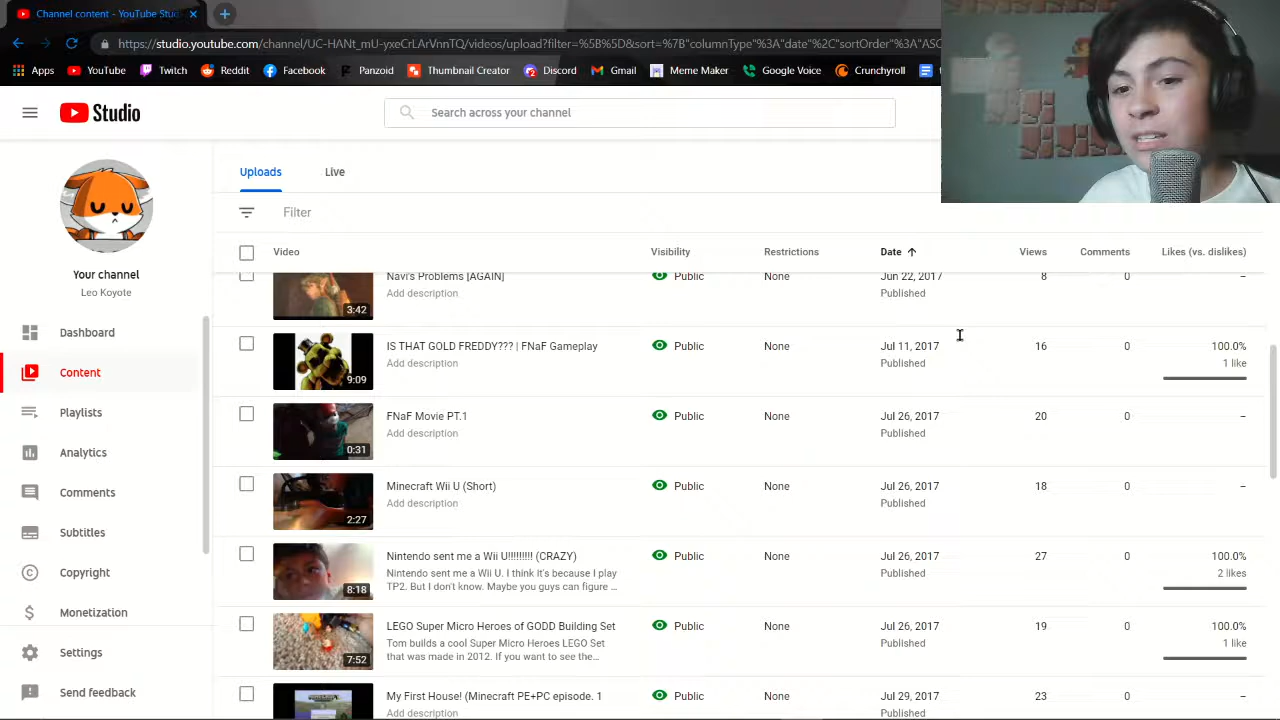 Channel content - YouTube Stud
https://studio.youtube.com/channel/UC-HANt_mU-yxeCrLArVnnTQ/videos/upload?filter=%5B%5D&sort=%7B"columnType"%3A"date"%2C"sortOrder"%3A"ASC
Apps YouTube Twitch Reddit Facebook Panzoid Thumbnail Creator Discord Gmail Meme Maker Google Voice Crunchyroll
Studio
Search across your channel
Your channel
Leo Koyote
Dashboard
Content
Playlists
Analytics
Comments
Subtitles
Copyright
Monetization
Settings
Send feedback
Uploads Live
Filter
Video Visibility Restrictions Date Views Comments Likes (vs. dislikes)
Navi's Problems [AGAIN] Public None Jun 22, 2017 8 0 –
Add description Published
3:42
IS THAT GOLD FREDDY??? | FNaF Gameplay Public None Jul 11, 2017 16 0 100.0%
Add description Published 1 like
9:09
FNaF Movie PT.1 Public None Jul 26, 2017 20 0 –
Add description Published
0:31
Minecraft Wii U (Short) Public None Jul 26, 2017 18 0 –
Add description Published
2:27
Nintendo sent me a Wii U!!!!!!!!! (CRAZY) Public None Jul 26, 2017 27 0 100.0%
Nintendo sent me a Wii U. I think it's because I play Published 2 likes
TP2. But I don't know. Maybe you guys can figure ...
8:18
LEGO Super Micro Heroes of GODD Building Set Public None Jul 26, 2017 19 0 100.0%
Tom builds a cool Super Micro Heroes LEGO Set Published 1 like
that was made in 2012. If you want to see the...
7:52
My First House! (Minecraft PE+PC episode. 1 Public None Jul 29, 2017 23 0 –
Add description Published